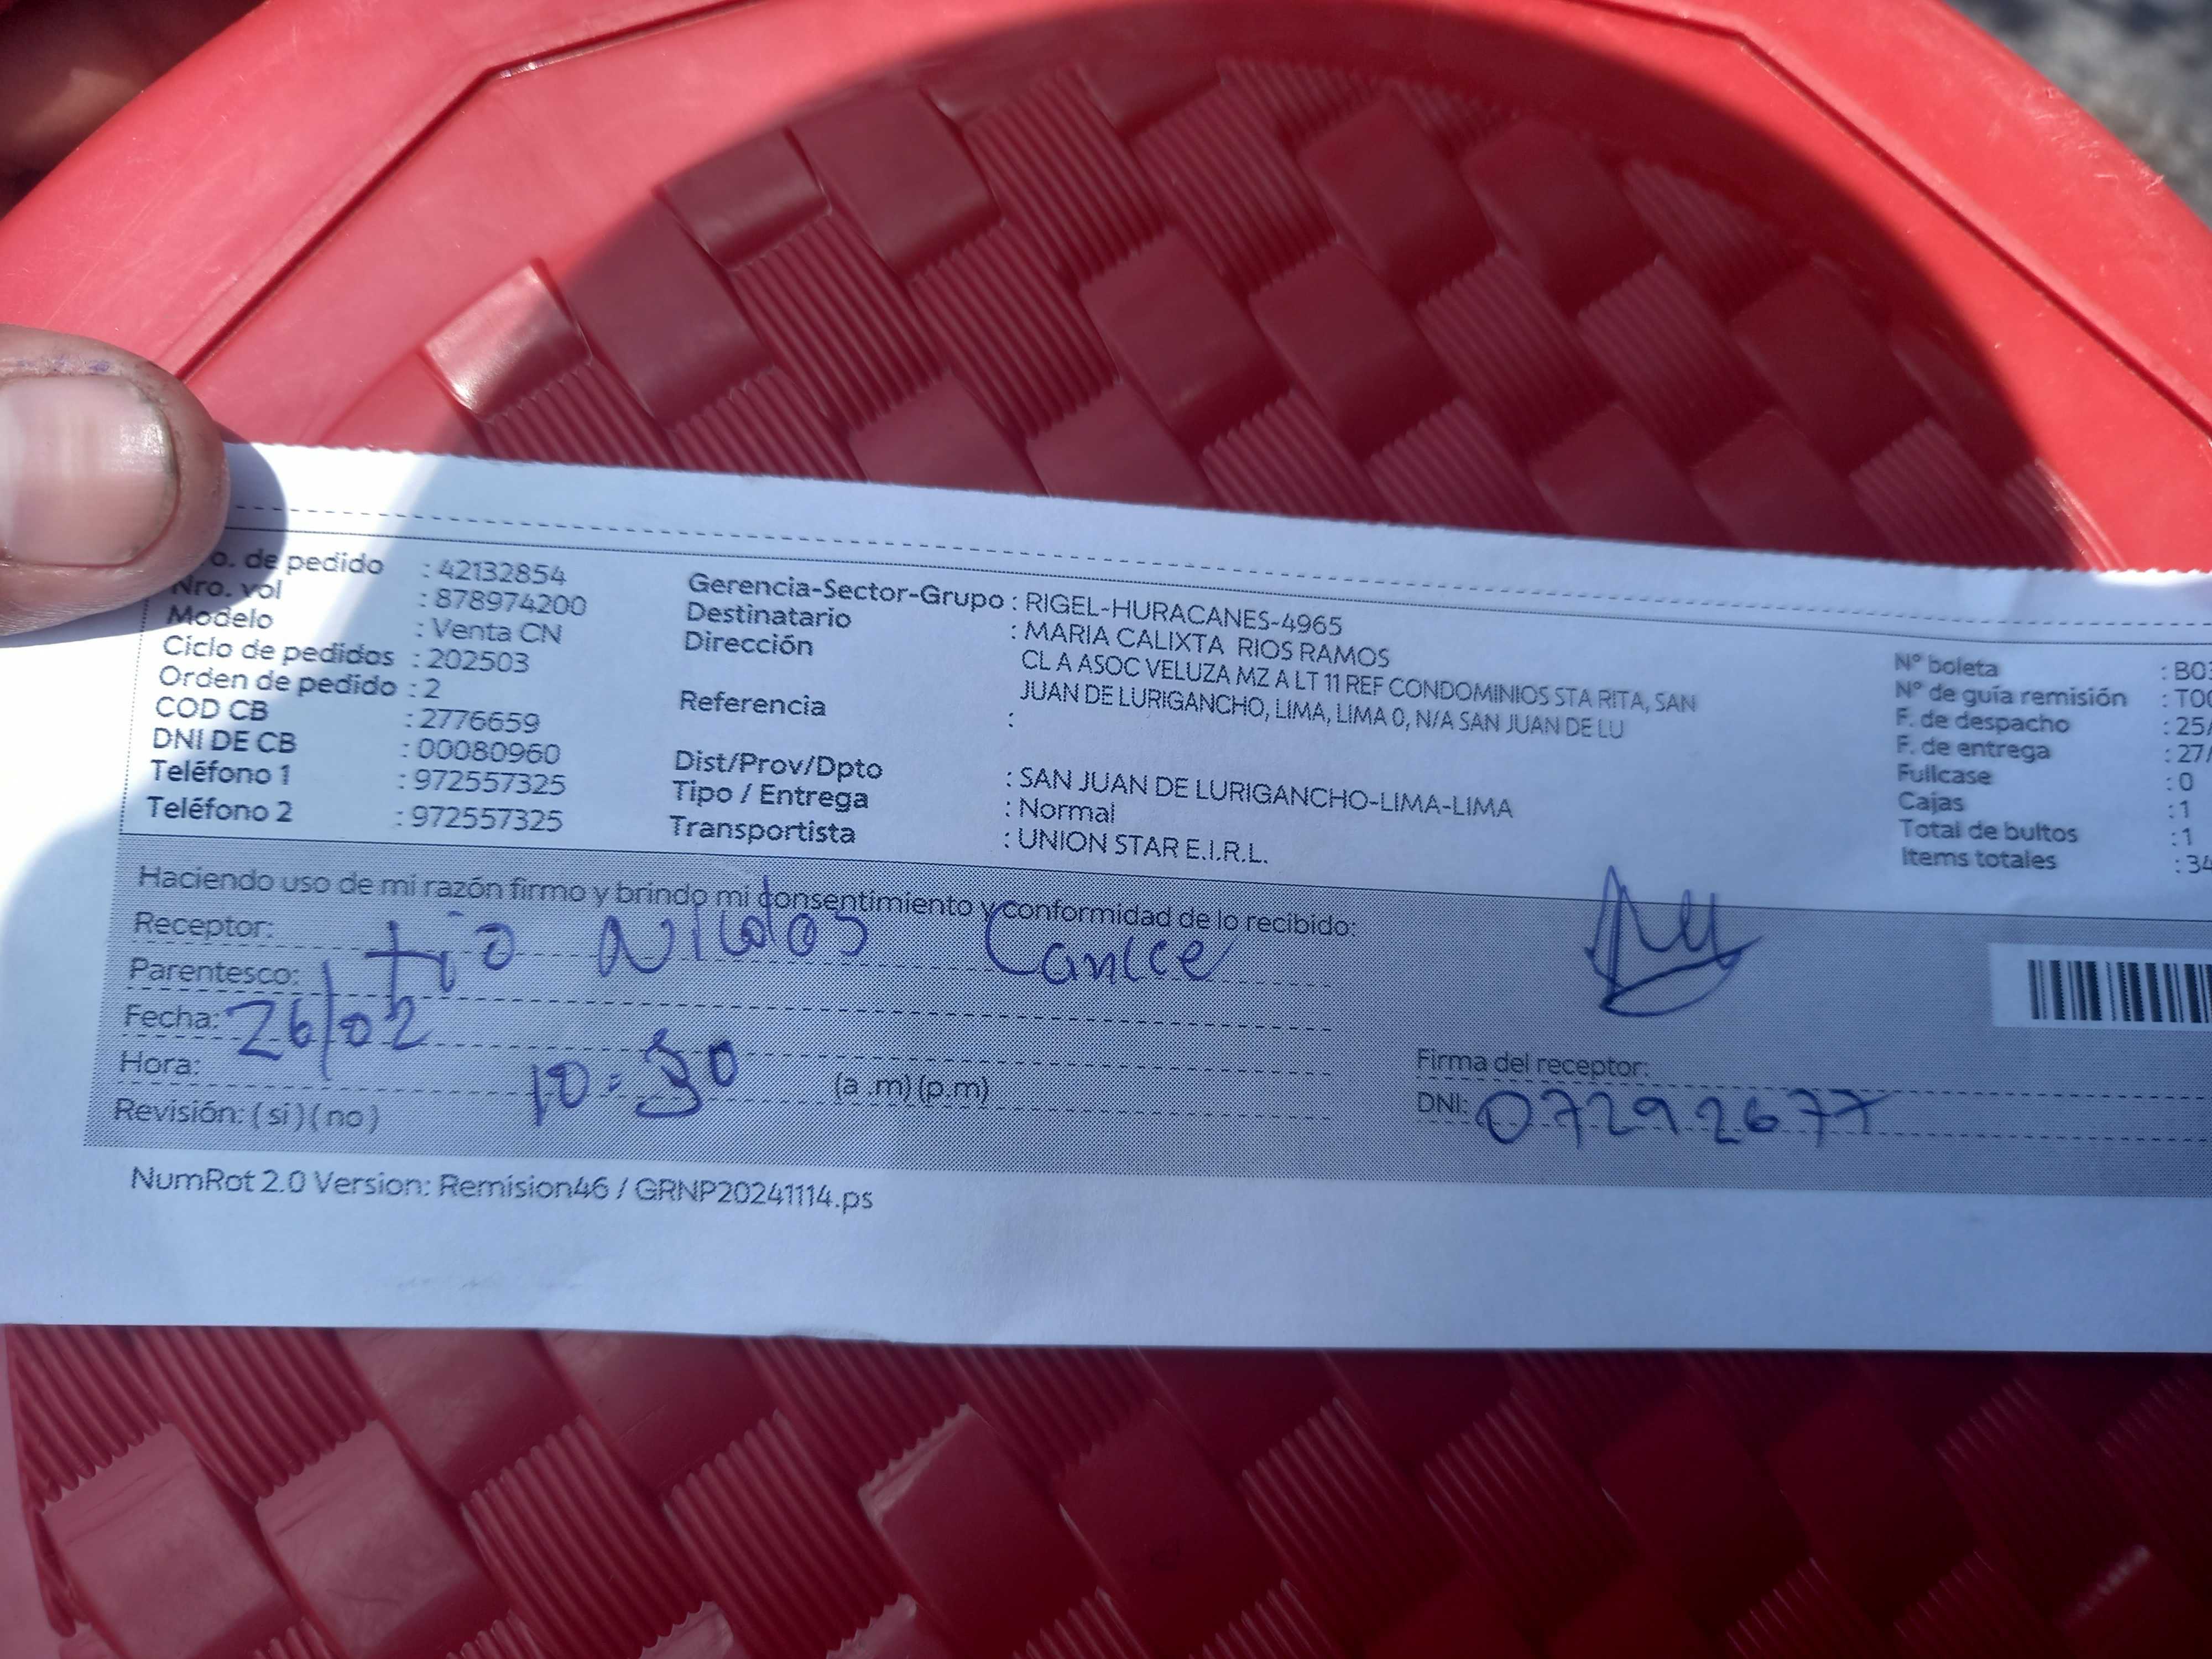 o. de pedido : 42132854
Nro. vol : 878974200
Modelo : Venta CN
Ciclo de pedidos : 202503
Orden de pedido : 2
COD CB : 2776659
DNI DE CB : 00080960
Teléfono 1 : 972557325
Teléfono 2 : 972557325
Gerencia-Sector-Grupo : RIGEL-HURACANES-4965
Destinatario : MARIA CALIXTA RIOS RAMOS
Dirección CL A ASOC VELUZA MZ A LT 11 REF CONDOMINIOS STA RITA, SAN
JUAN DE LURIGANCHO, LIMA, LIMA 0, N/A SAN JUAN DE LU
Referencia :
Dist/Prov/Dpto : SAN JUAN DE LURIGANCHO-LIMA-LIMA
Tipo / Entrega : Normal
Transportista : UNION STAR E.I.R.L.
N° boleta : B03
N° de guía remisión : T00
F. de despacho : 25/
F. de entrega : 27/
Fullcase : 0
Cajas : 1
Total de bultos : 1
Items totales : 34
Haciendo uso de mi razón firmo y brindo mi consentimiento y conformidad de lo recibido:
Receptor: Nicolas
Parentesco: tio
Fecha: 26/02
Hora: (a .m) (p.m)
Revisión: ( si ) ( no )
Firma del receptor:
DNI: 07292677
NumRot 2.0 Version: Remision46 / GRNP20241114.ps